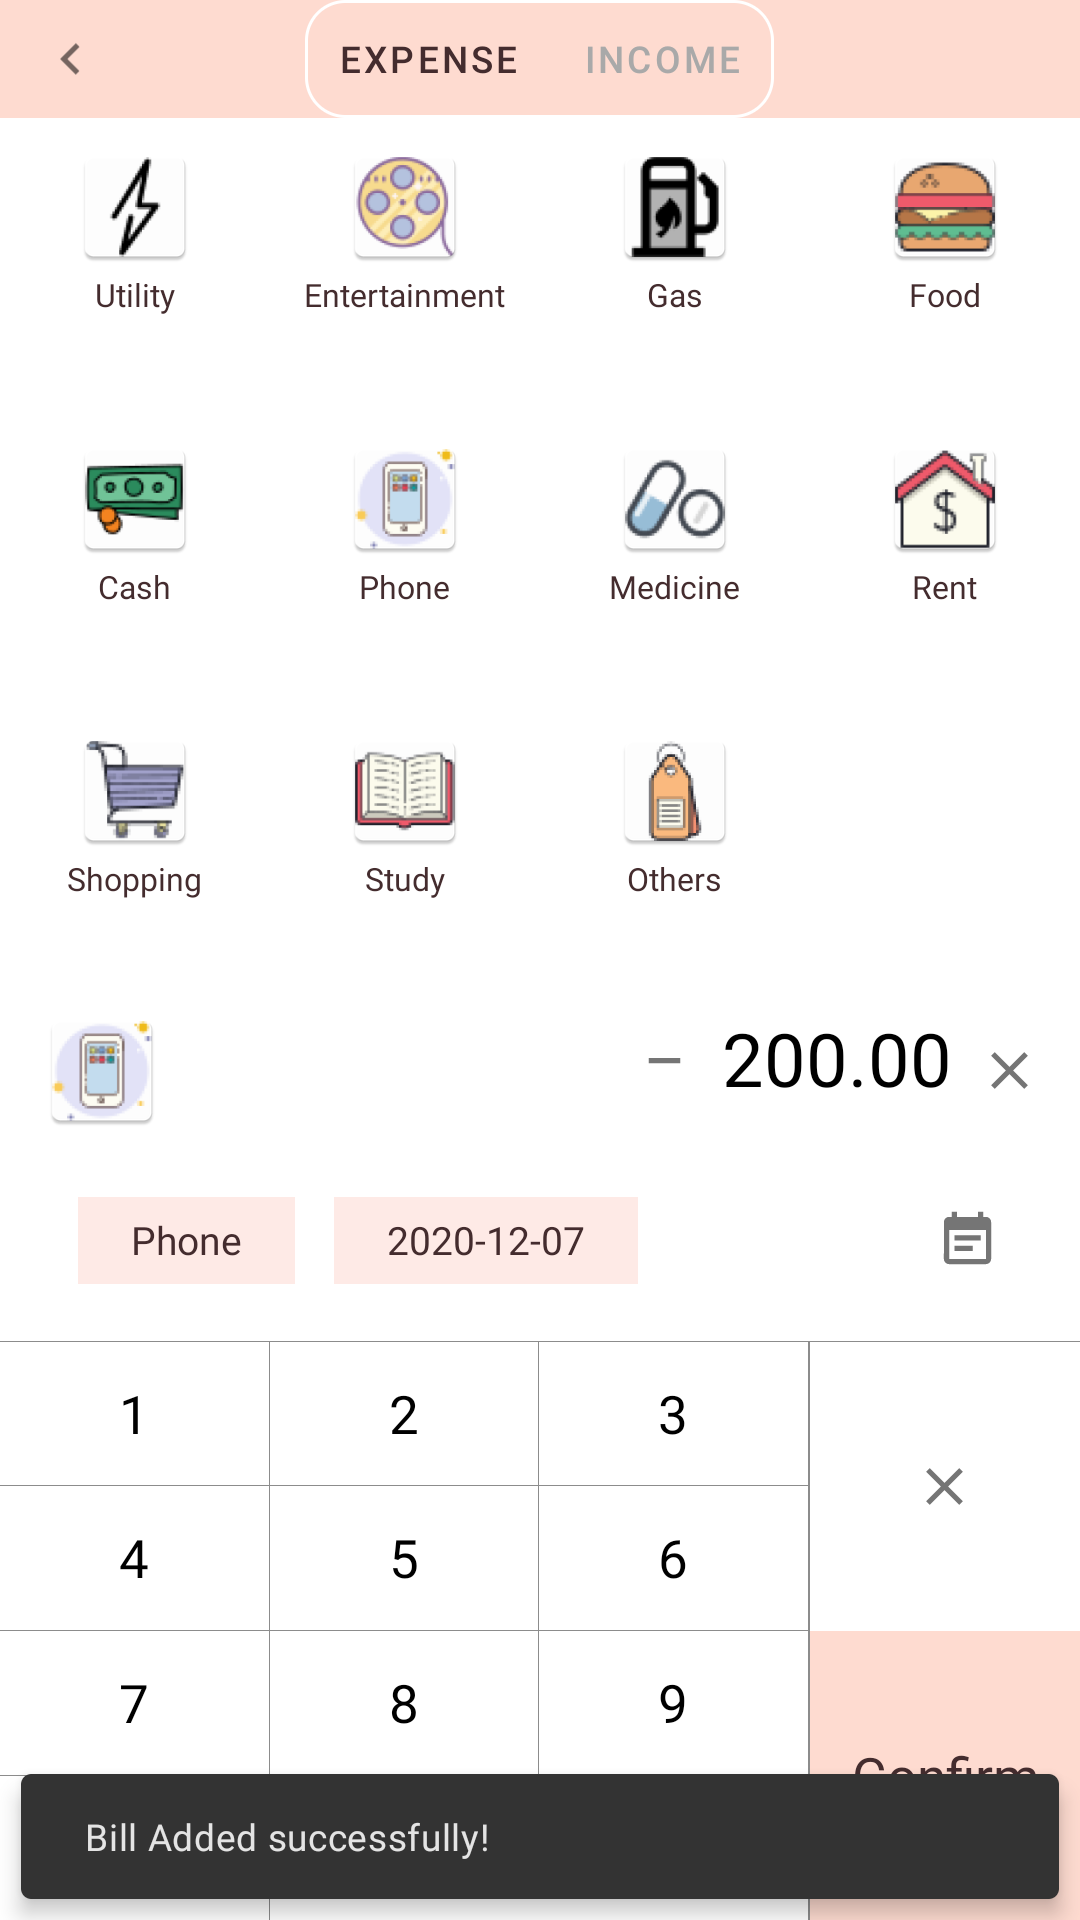 EXPENSE INCOME
Utility Entertainment Gas Food
Cash Phone Medicine Rent
$
Shopping Study Others
– 200.00
Phone 2020-12-07
1 2 3
4 5 6
7 8 9
Confirm
Bill Added successfully!